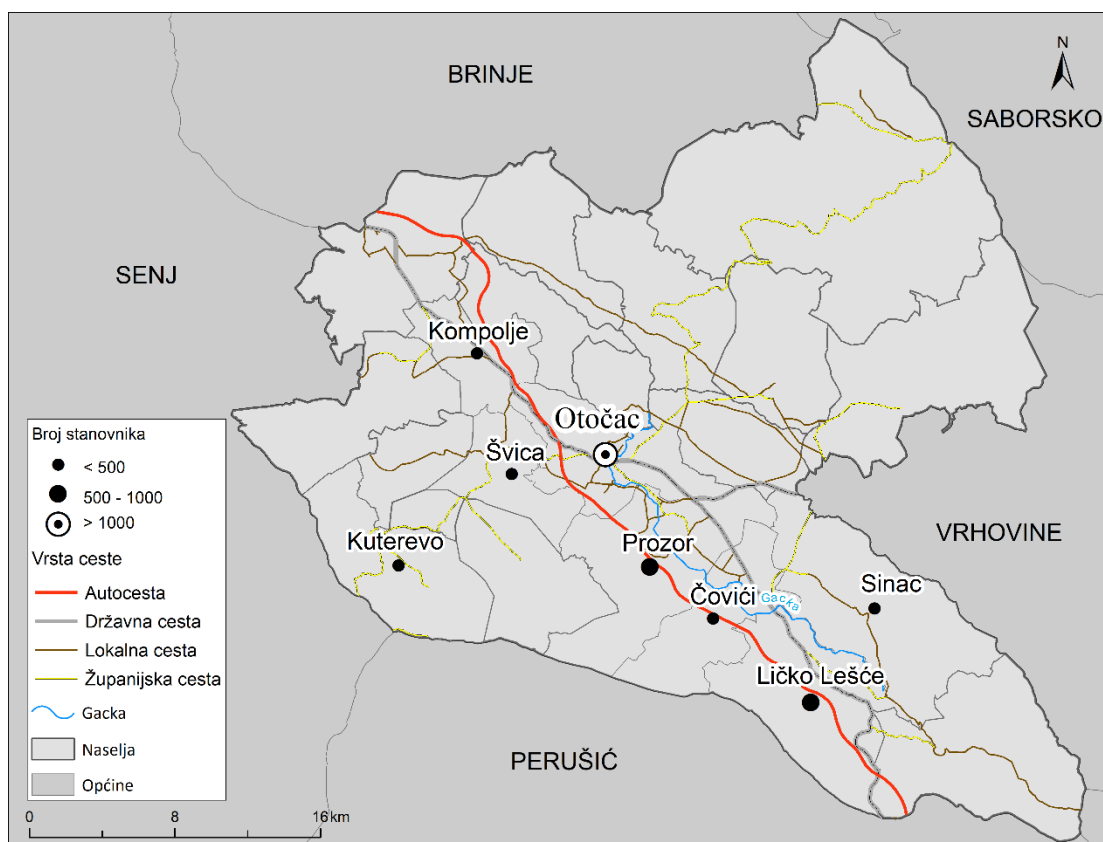 BRINJE
N
SABORSKO
SENJ
Kompolje
Otočac
Švica
Kuterevo
Prozor
VRHOVINE
Čovići
Gacka
Sinac
Ličko Lešće
PERUŠIĆ
Broj stanovnika
< 500
500 - 1000
> 1000
Vrsta ceste
Autocesta
Državna cesta
Lokalna cesta
Županijska cesta
Gacka
Naselja
Općine
0 8 16 km